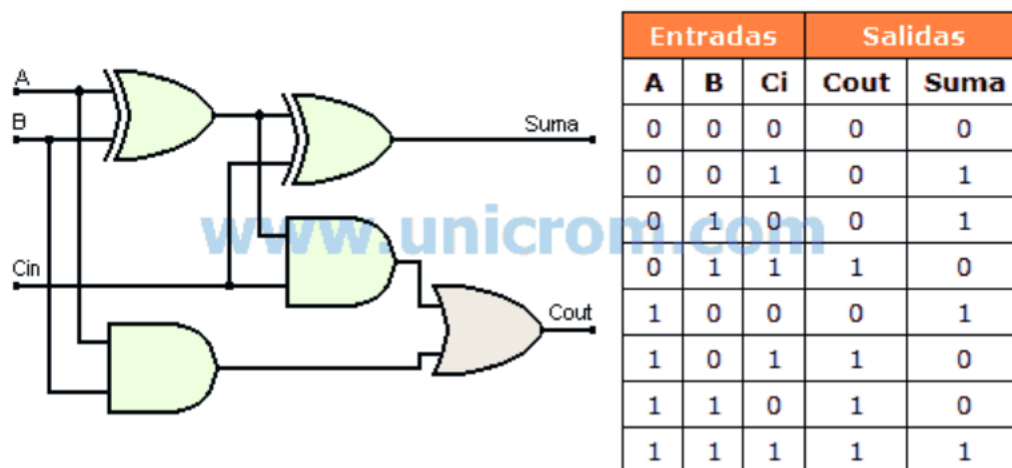 A
B
Cin
Suma
Cout
www.unicrom.com
Entradas Salidas
A B Ci Cout Suma
0 0 0 0 0
0 0 1 0 1
0 1 0 0 1
0 1 1 1 0
1 0 0 0 1
1 0 1 1 0
1 1 0 1 0
1 1 1 1 1